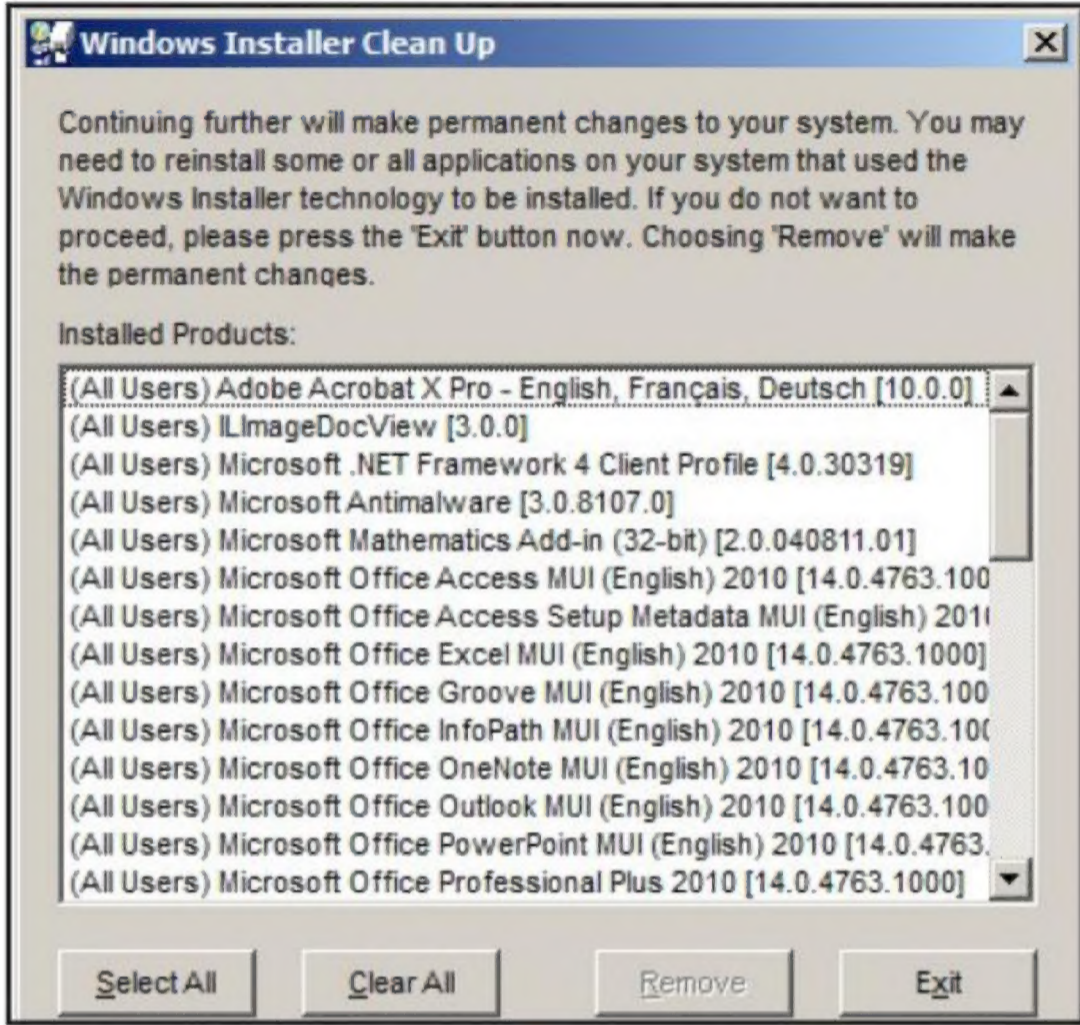 Windows Installer Clean Up
Continuing further will make permanent changes to your system. You may
need to reinstall some or all applications on your system that used the
Windows Installer technology to be installed. If you do not want to
proceed, please press the 'Exit' button now. Choosing 'Remove' will make
the permanent changes.
Installed Products:
(All Users) Adobe Acrobat X Pro - English, Français, Deutsch [10.0.0]
(All Users) ILImageDocView [3.0.0]
(All Users) Microsoft .NET Framework 4 Client Profile [4.0.30319]
(All Users) Microsoft Antimalware [3.0.8107.0]
(All Users) Microsoft Mathematics Add-in (32-bit) [2.0.040811.01]
(All Users) Microsoft Office Access MUI (English) 2010 [14.0.4763.100
(All Users) Microsoft Office Access Setup Metadata MUI (English) 201
(All Users) Microsoft Office Excel MUI (English) 2010 [14.0.4763.1000]
(All Users) Microsoft Office Groove MUI (English) 2010 [14.0.4763.100
(All Users) Microsoft Office InfoPath MUI (English) 2010 [14.0.4763.100
(All Users) Microsoft Office OneNote MUI (English) 2010 [14.0.4763.10
(All Users) Microsoft Office Outlook MUI (English) 2010 [14.0.4763.100
(All Users) Microsoft Office PowerPoint MUI (English) 2010 [14.0.4763.
(All Users) Microsoft Office Professional Plus 2010 [14.0.4763.1000]
Select All Clear All Remove Exit